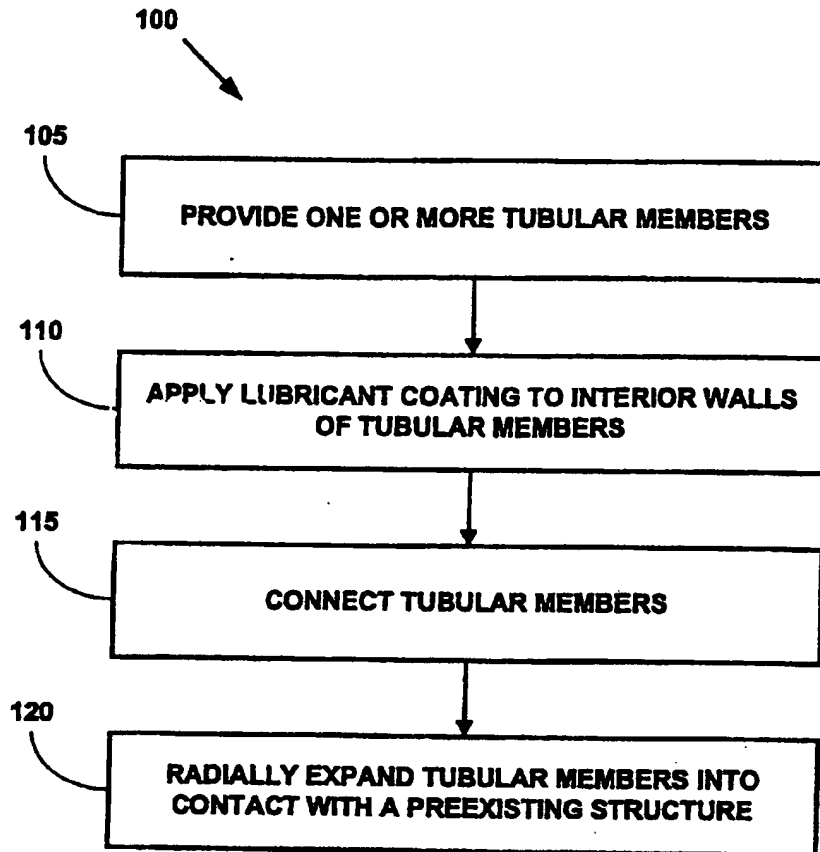 100
105
PROVIDE ONE OR MORE TUBULAR MEMBERS
110
APPLY LUBRICANT COATING TO INTERIOR WALLS
OF TUBULAR MEMBERS
115
CONNECT TUBULAR MEMBERS
120
RADIALLY EXPAND TUBULAR MEMBERS INTO
CONTACT WITH A PREEXISTING STRUCTURE